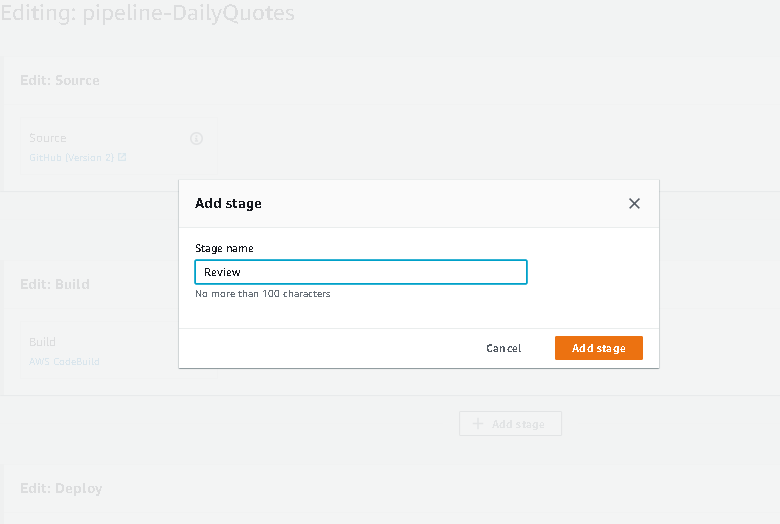 Editing: pipeline-DailyQuotes
Edit: Source
Source
GitHub (Version 2)
Add stage
Stage name
Review
No more than 100 characters
Cancel
Add stage
Edit: Build
Build
AWS CodeBuild
Add stage
Edit: Deploy